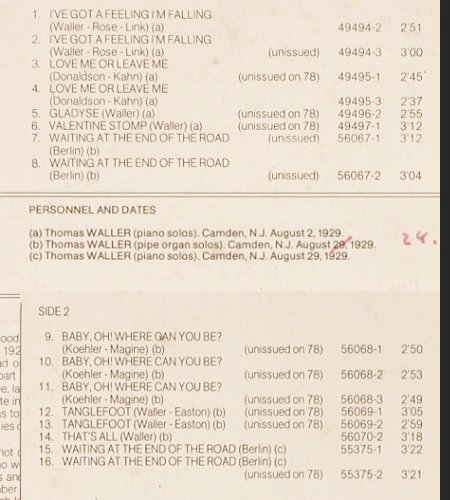 1. I'VE GOT A FEELING I'M FALLING
(Waller - Rose - Link) (a) 49494-2 2'51
2. I'VE GOT A FEELING I'M FALLING
(Waller - Rose - Link) (a) (unissued) 49494-3 3'00
3. LOVE ME OR LEAVE ME
(Donaldson - Kahn) (a) (unissued on 78) 49495-1 2'45
4. LOVE ME OR LEAVE ME
(Donaldson - Kahn) (a) 49495-3 2'37
5. GLADYSE (Waller) (a) (unissued on 78) 49496-2 2'55
6. VALENTINE STOMP (Waller) (a) (unissued on 78) 49497-1 3'12
7. WAITING AT THE END OF THE ROAD (unissued) 56067-1 3'12
(Berlin) (b)
8. WAITING AT THE END OF THE ROAD
(Berlin) (b) (unissued) 56067-2 3'04
PERSONNEL AND DATES
(a) Thomas WALLER (piano solos). Camden, N.J. August 2, 1929.
(b) Thomas WALLER (pipe organ solos). Camden, N.J. August 29, 1929. 24.
(c) Thomas WALLER (piano solos). Camden, N.J. August 29, 1929.
SIDE 2
9. BABY, OH! WHERE CAN YOU BE?
(Koehler - Magine) (b) (unissued on 78) 56068-1 2'50
10. BABY, OH! WHERE CAN YOU BE?
(Koehler - Magine) (b) (unissued on 78) 56068-2 2'53
11. BABY, OH! WHERE CAN YOU BE?
(Koehler - Magine) (b) (unissued on 78) 56068-3 2'49
12. TANGLEFOOT (Waller - Easton) (b) (unissued on 78) 56069-1 3'05
13. TANGLEFOOT (Waller - Easton) (b) (unissued on 78) 56069-2 2'59
14. THAT'S ALL (Waller) (b) 56070-2 3'18
15. WAITING AT THE END OF THE ROAD (Berlin) (c) 55375-1 3'22
16. WAITING AT THE END OF THE ROAD (Berlin) (c)
(unissued on 78) 55375-2 3'21